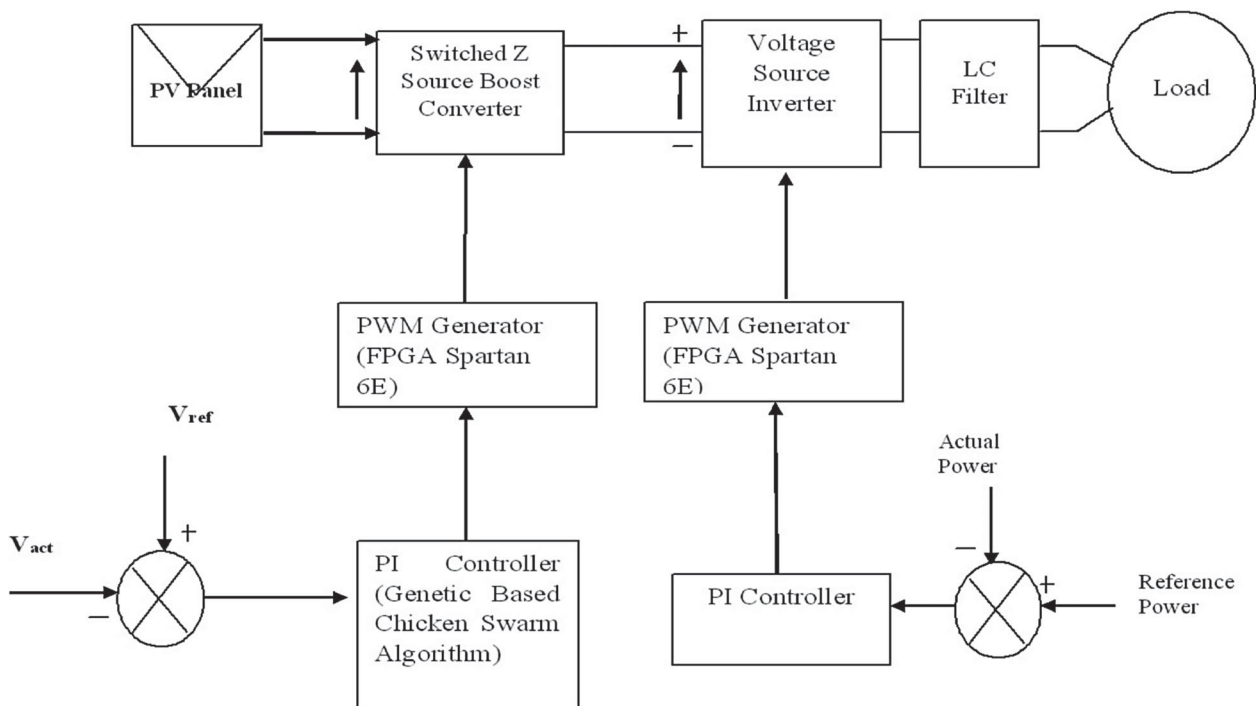 PV Panel
Switched Z
Source Boost
Converter
+
−
Voltage
Source
Inverter
LC
Filter
Load
PWM Generator
(FPGA Spartan
6E)
PWM Generator
(FPGA Spartan
6E)
Vref
+
Vact
−
PI Controller
(Genetic Based
Chicken Swarm
Algorithm)
PI Controller
Actual
Power
−
+
Reference
Power